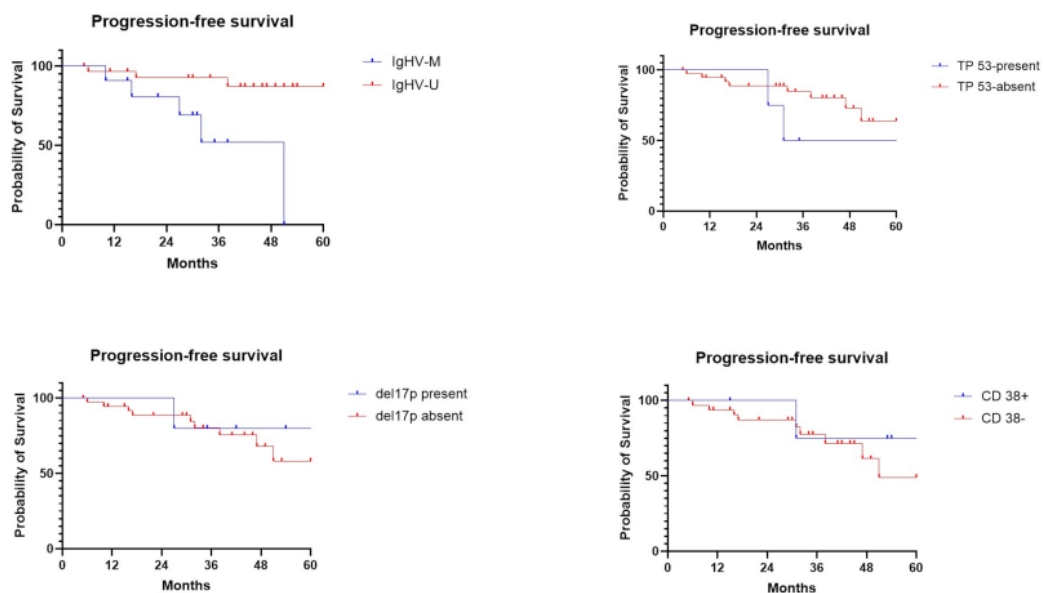 Progression-free survival
Probability of Survival
100
50
0
0 12 24 36 48 60
Months
IgHV-M
IgHV-U
Progression-free survival
Probability of Survival
100
50
0
0 12 24 36 48 60
Months
TP 53-present
TP 53-absent
Progression-free survival
Probability of Survival
100
50
0
0 12 24 36 48 60
Months
del17p present
del17p absent
Progression-free survival
Probability of Survival
100
50
0
0 12 24 36 48 60
Months
CD 38+
CD 38-